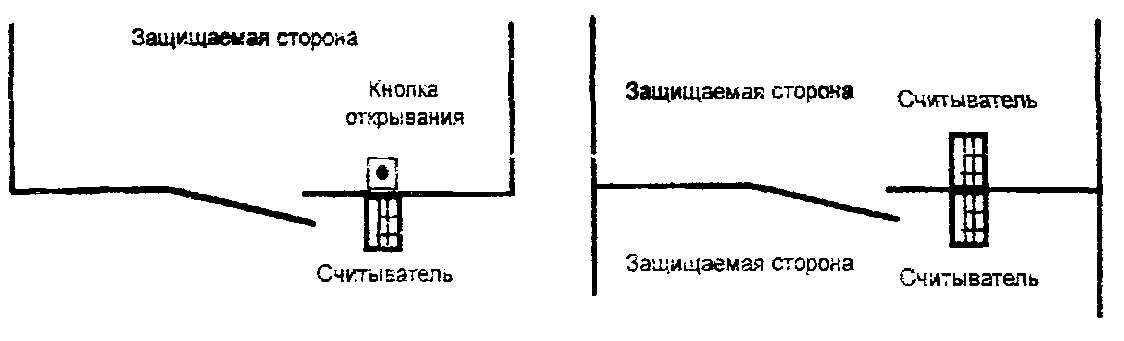 Защищаемая сторона
Кнопка
открывания
Считыватель
Защищаемая сторона
Считыватель
Защищаемая сторона
Считыватель